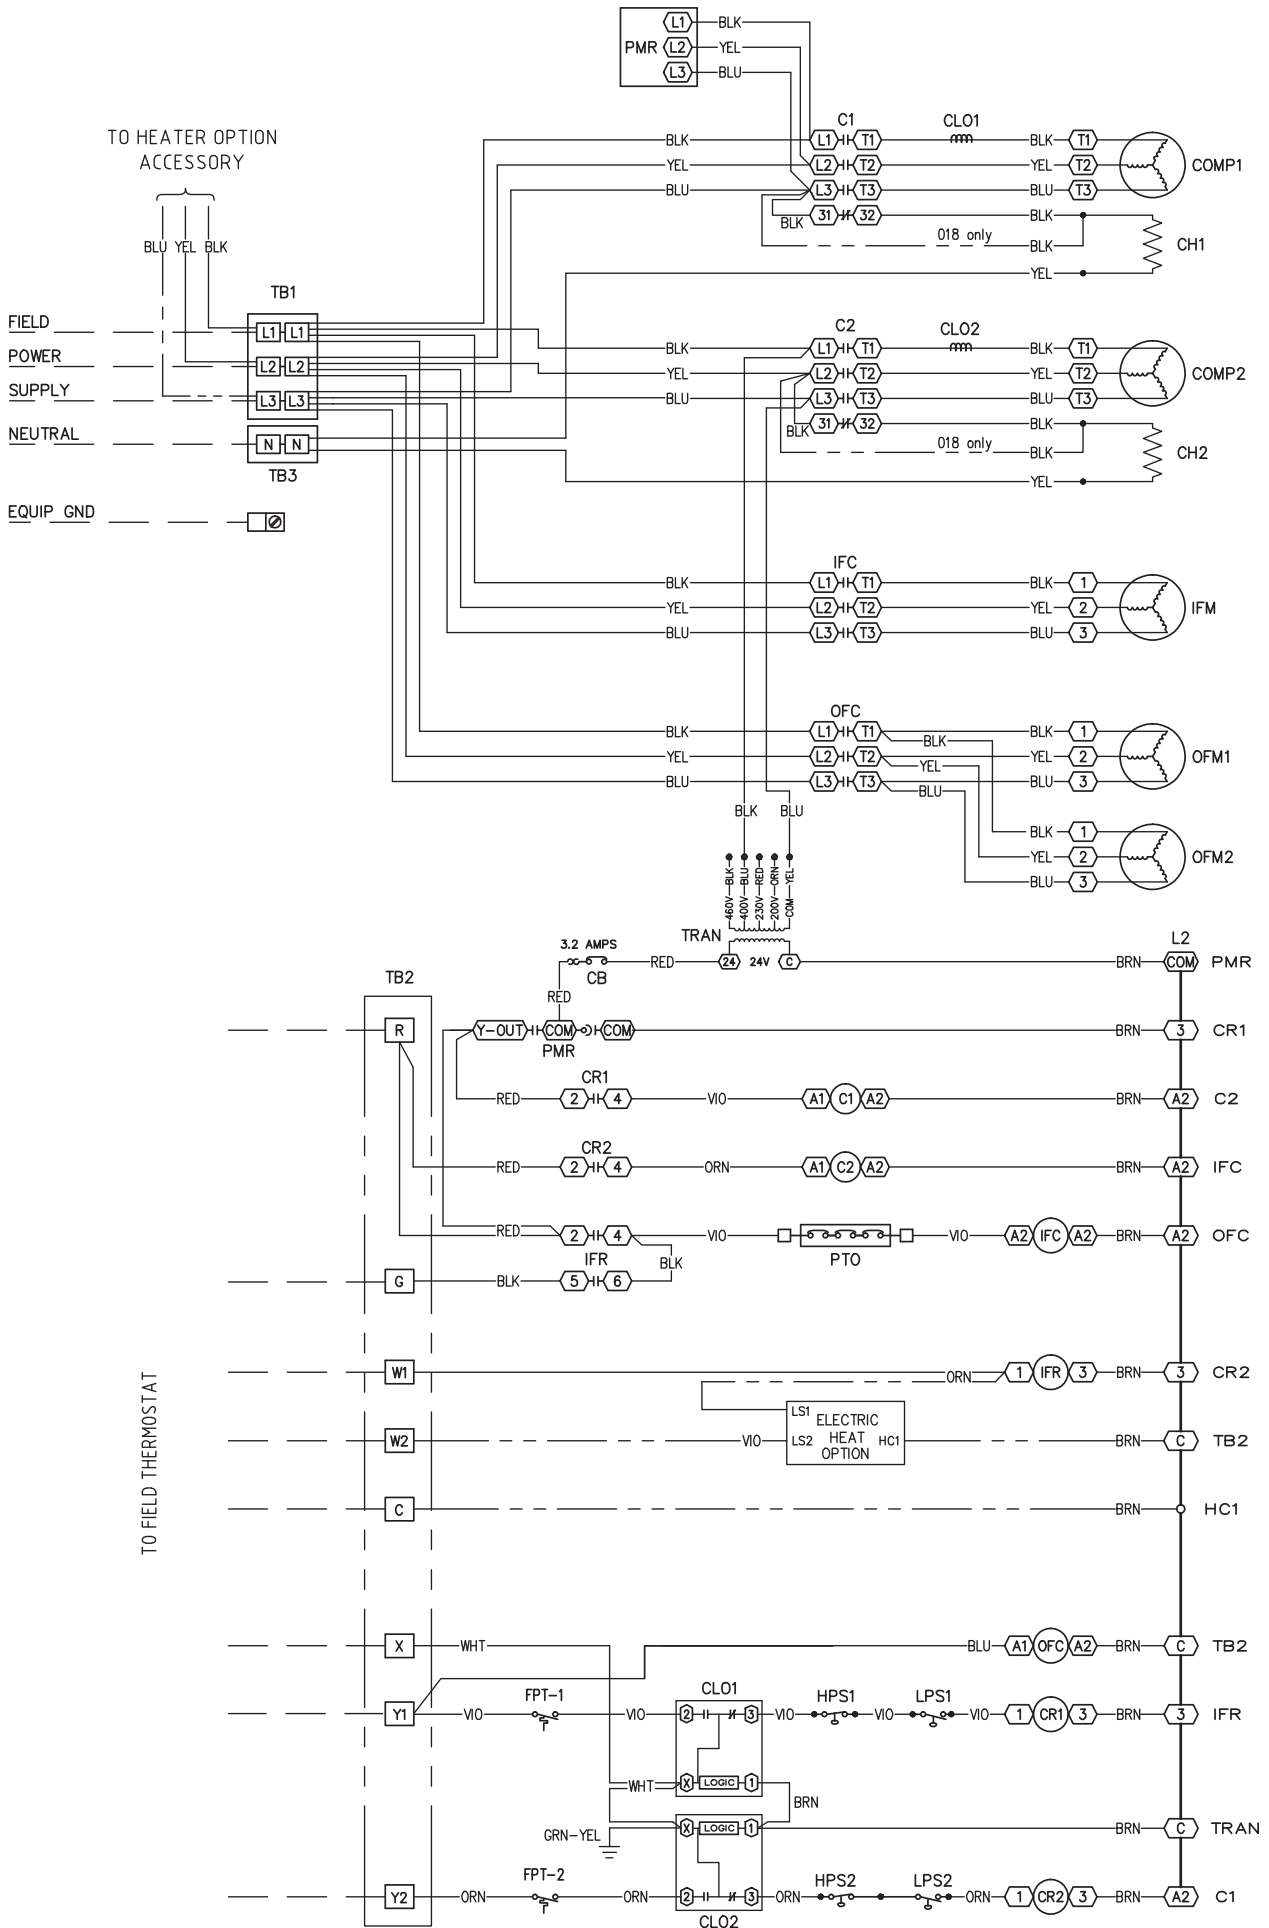 L1 BLK
PMR L2 YEL
L3 BLU
TO HEATER OPTION
ACCESSORY
BLU YEL BLK
C1 CLO1
BLK L1 T1 BLK T1
YEL L2 T2 YEL T2 COMP1
BLU L3 T3 BLU T3
BLK 31 32 BLK
018 only BLK CH1
YEL
TB1
FIELD L1 L1
POWER L2 L2
SUPPLY L3 L3
NEUTRAL N N
TB3
EQUIP GND
C2 CLO2
BLK L1 T1 BLK T1
YEL L2 T2 YEL T2 COMP2
BLU L3 T3 BLU T3
BLK 31 32 BLK
018 only BLK CH2
YEL
IFC
BLK L1 T1 BLK 1
YEL L2 T2 YEL 2 IFM
BLU L3 T3 BLU 3
OFC
BLK L1 T1 BLK BLK 1
YEL L2 T2 YEL YEL 2 OFM1
BLU L3 T3 BLU BLU 3
BLK BLU
BLK 1
YEL 2 OFM2
BLU 3
460V BLK
400V BLU
230V RED
200V ORN
COM YEL
TRAN
3.2 AMPS
CB RED 24 24V C BRN COM PMR
L2
RED
TB2
R Y-OUT COM COM BRN 3 CR1
PMR
CR1
RED 2 4 VIO A1 C1 A2 BRN A2 C2
CR2
RED 2 4 ORN A1 C2 A2 BRN A2 IFC
RED 2 4 VIO PTO VIO A2 IFC A2 BRN A2 OFC
IFR
BLK
G BLK 5 6
W1 ORN 1 IFR 3 BRN 3 CR2
LS1 ELECTRIC
W2 VIO LS2 HEAT HC1 BRN C TB2
OPTION
C BRN HC1
TO FIELD THERMOSTAT
X WHT BLU A1 OFC A2 BRN C TB2
FPT-1 CLO1 HPS1 LPS1
Y1 VIO VIO 2 3 VIO VIO VIO 1 CR1 3 BRN 3 IFR
WHT X LOGIC 1
BRN
GRN-YEL X LOGIC 1 BRN C TRAN
FPT-2 HPS2 LPS2
Y2 ORN ORN 2 3 ORN ORN 1 CR2 3 BRN A2 C1
CLO2